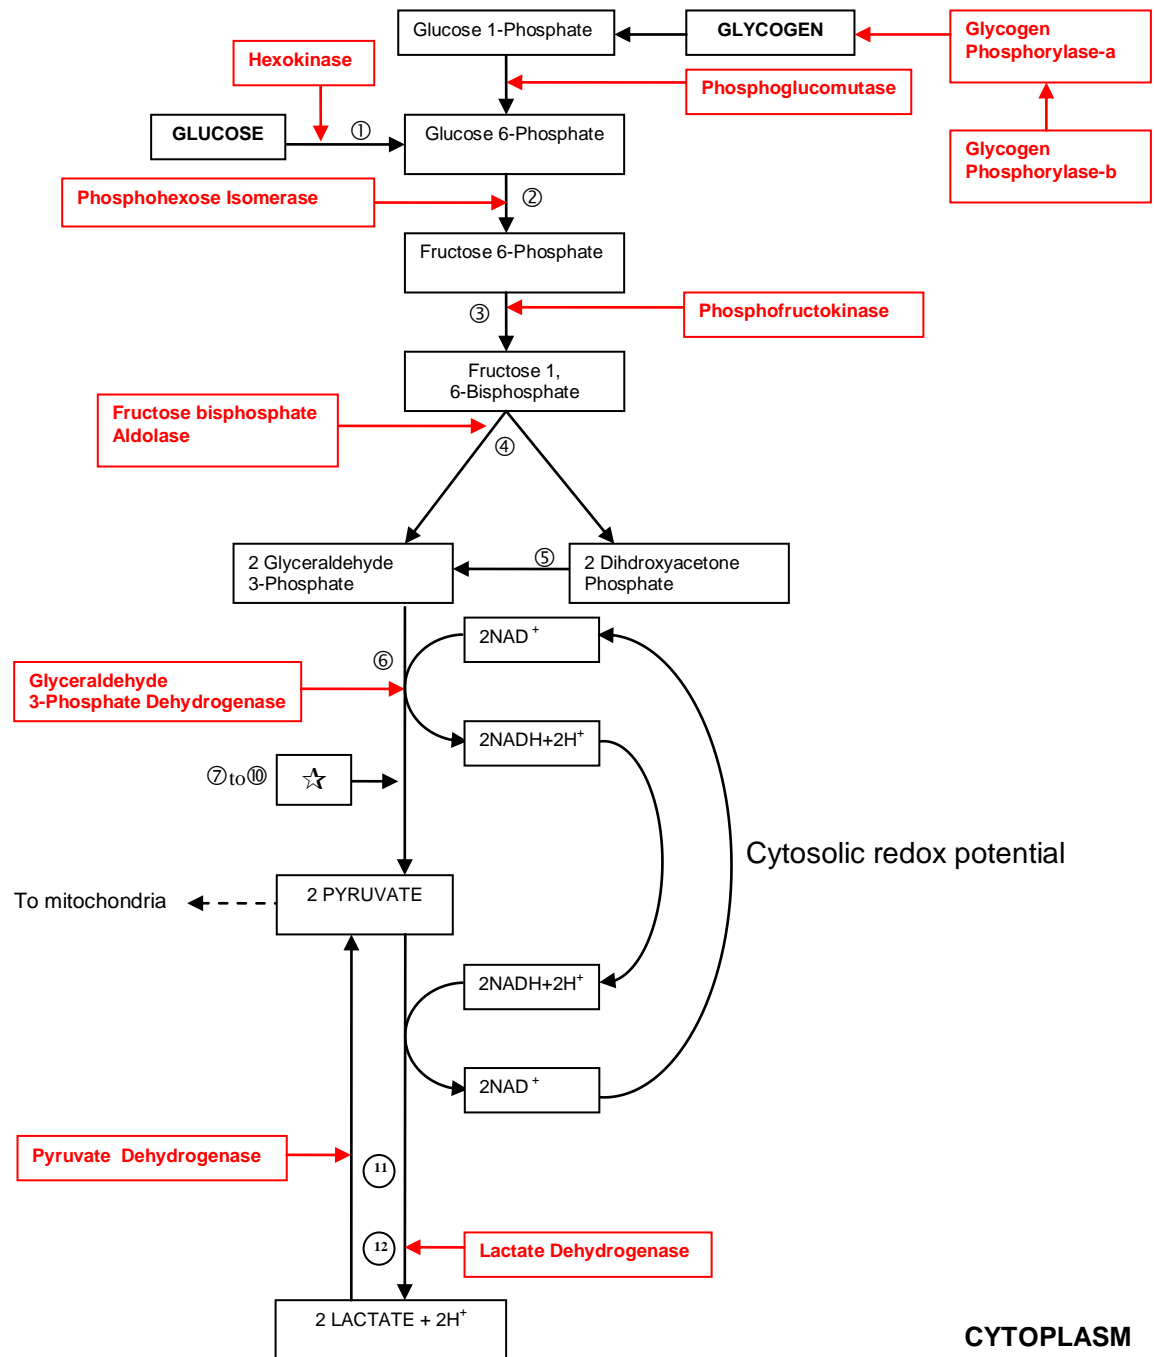 Glucose 1-Phosphate
GLYCOGEN
Glycogen
Phosphorylase-a
Hexokinase
Phosphoglucomutase
GLUCOSE
①
Glucose 6-Phosphate
Glycogen
Phosphorylase-b
Phosphohexose Isomerase
②
Fructose 6-Phosphate
③
Phosphofructokinase
Fructose 1,
6-Bisphosphate
Fructose bisphosphate
Aldolase
④
2 Glyceraldehyde
3-Phosphate
⑤
2 Dihdroxyacetone
Phosphate
2NAD+
⑥
Glyceraldehyde
3-Phosphate Dehydrogenase
2NADH+2H+
⑦to⑩
☆
Cytosolic redox potential
To mitochondria
2 PYRUVATE
2NADH+2H+
2NAD+
Pyruvate Dehydrogenase
11
12
Lactate Dehydrogenase
2 LACTATE + 2H+
CYTOPLASM